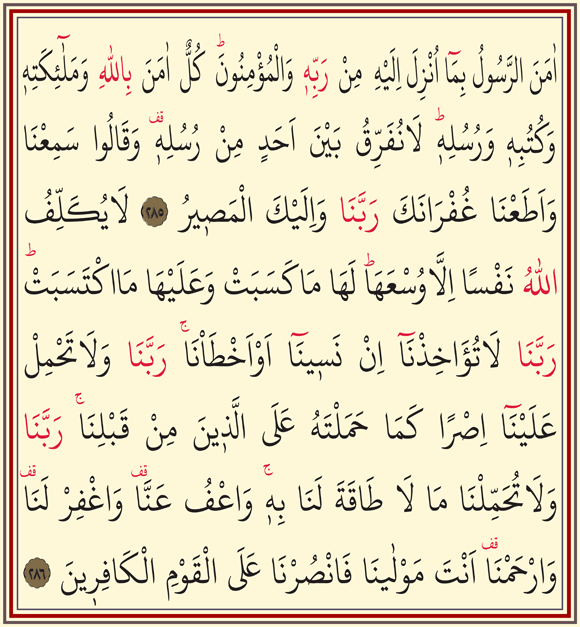 اٰمَنَ الرَّسُولُ بِمَٓا اُنْزِلَ اِلَيْهِ مِنْ رَبِّه۪ وَالْمُؤْمِنُونَۜ كُلٌّ اٰمَنَ بِاللّٰهِ وَمَلٰٓئِكَتِه۪
وَكُتُبِه۪ وَرُسُلِه۪ۜ لَا نُفَرِّقُ بَيْنَ اَحَدٍ مِنْ رُسُلِه۪ۗ وَقَالُوا سَمِعْنَا
وَاَطَعْنَا غُفْرَانَكَ رَبَّنَا وَاِلَيْكَ الْمَص۪يرُ ﴿٢٨٥﴾ لَا يُكَلِّفُ
اللّٰهُ نَفْسًا اِلَّا وُسْعَهَاۜ لَهَا مَا كَسَبَتْ وَعَلَيْهَا مَا اكْتَسَبَتْۜ
رَبَّنَا لَا تُؤَاخِذْنَٓا اِنْ نَس۪ينَٓا اَوْ اَخْطَأْنَاۚ رَبَّنَا وَلَا تَحْمِلْ
عَلَيْنَٓا اِصْرًا كَمَا حَمَلْتَهُ عَلَى الَّذ۪ينَ مِنْ قَبْلِنَاۚ رَبَّنَا
وَلَا تُحَمِّلْنَا مَا لَا طَاقَةَ لَنَا بِه۪ۚ وَاعْفُ عَنَّاۗ وَاغْفِرْ لَنَاۗ
وَارْحَمْنَاۗ اَنْتَ مَوْلٰينَا فَانْصُرْنَا عَلَى الْقَوْمِ الْكَافِر۪ينَ ﴿٢٨٦﴾